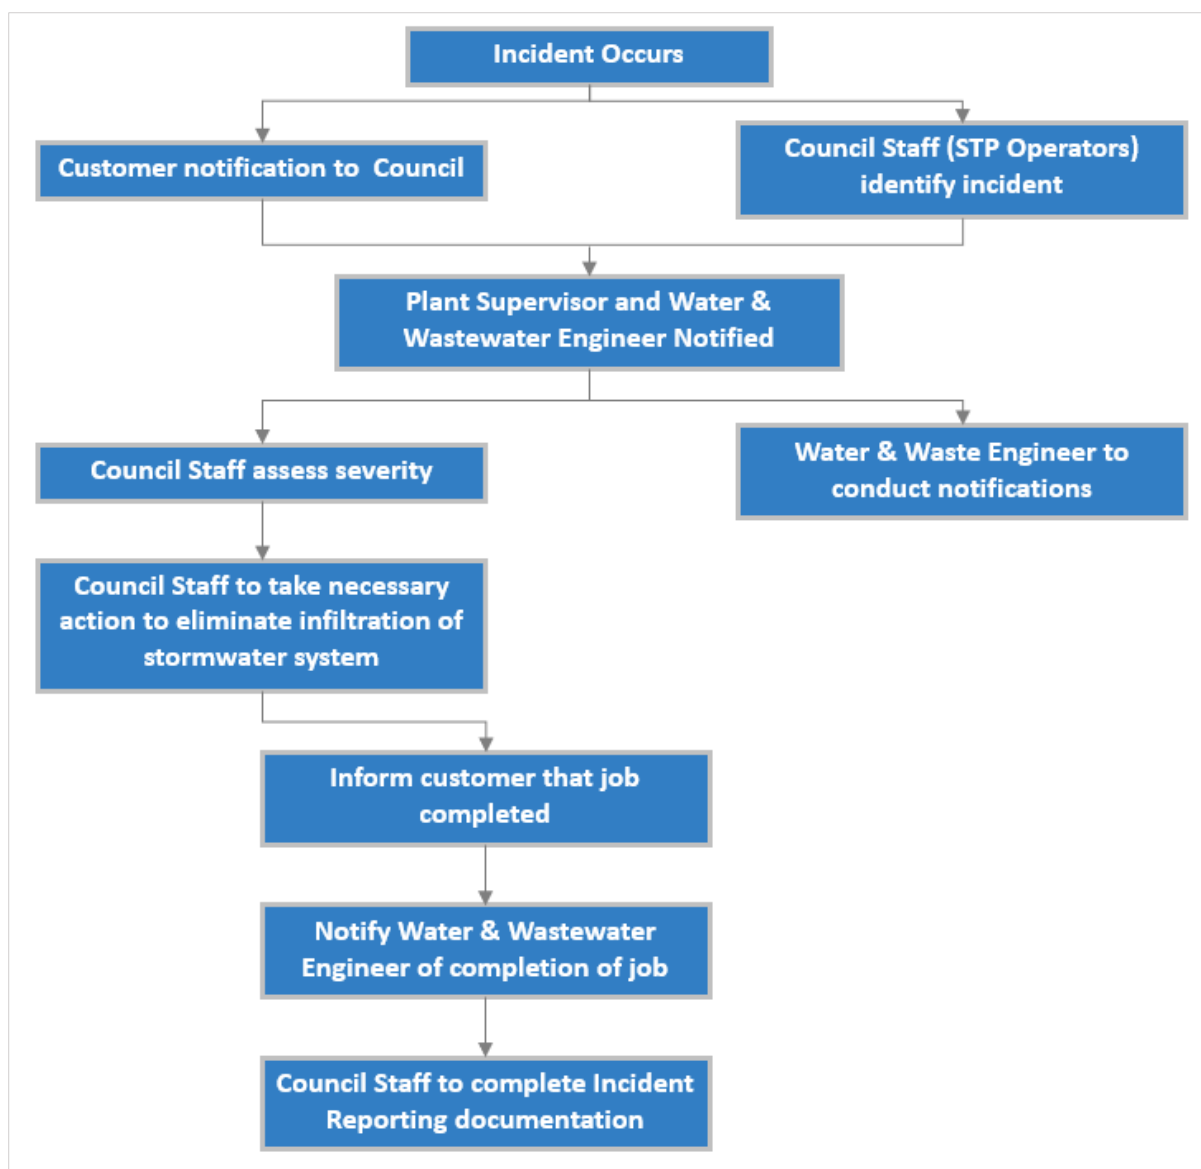 Incident Occurs
Customer notification to  Council
Council Staff (STP Operators)
identify incident
Plant Supervisor and Water &
Wastewater Engineer Notified
Council Staff assess severity
Water & Waste Engineer to
conduct notifications
Council Staff to take necessary
action to eliminate infiltration of
stormwater system
Inform customer that job
completed
Notify Water & Wastewater
Engineer of completion of job
Council Staff to complete Incident
Reporting documentation